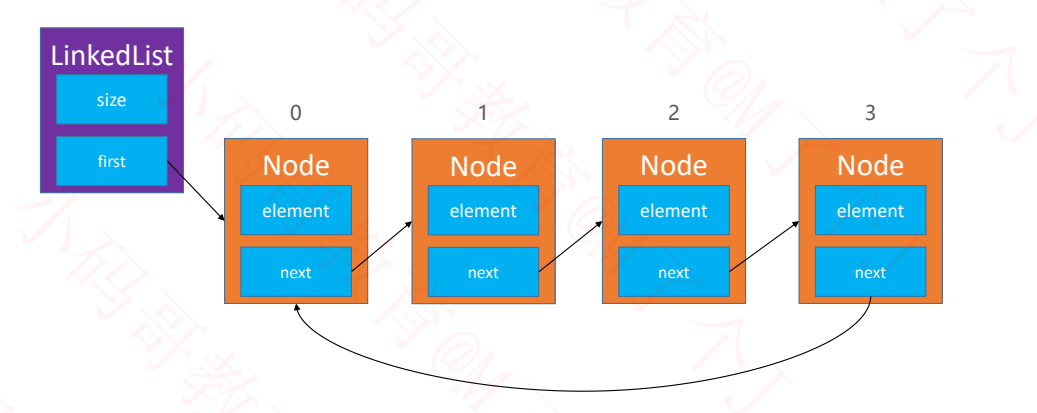 LinkedList
size
first
0
1
2
3
Node
element
next
Node
element
next
Node
element
next
Node
element
next
小码哥教育@M了个J